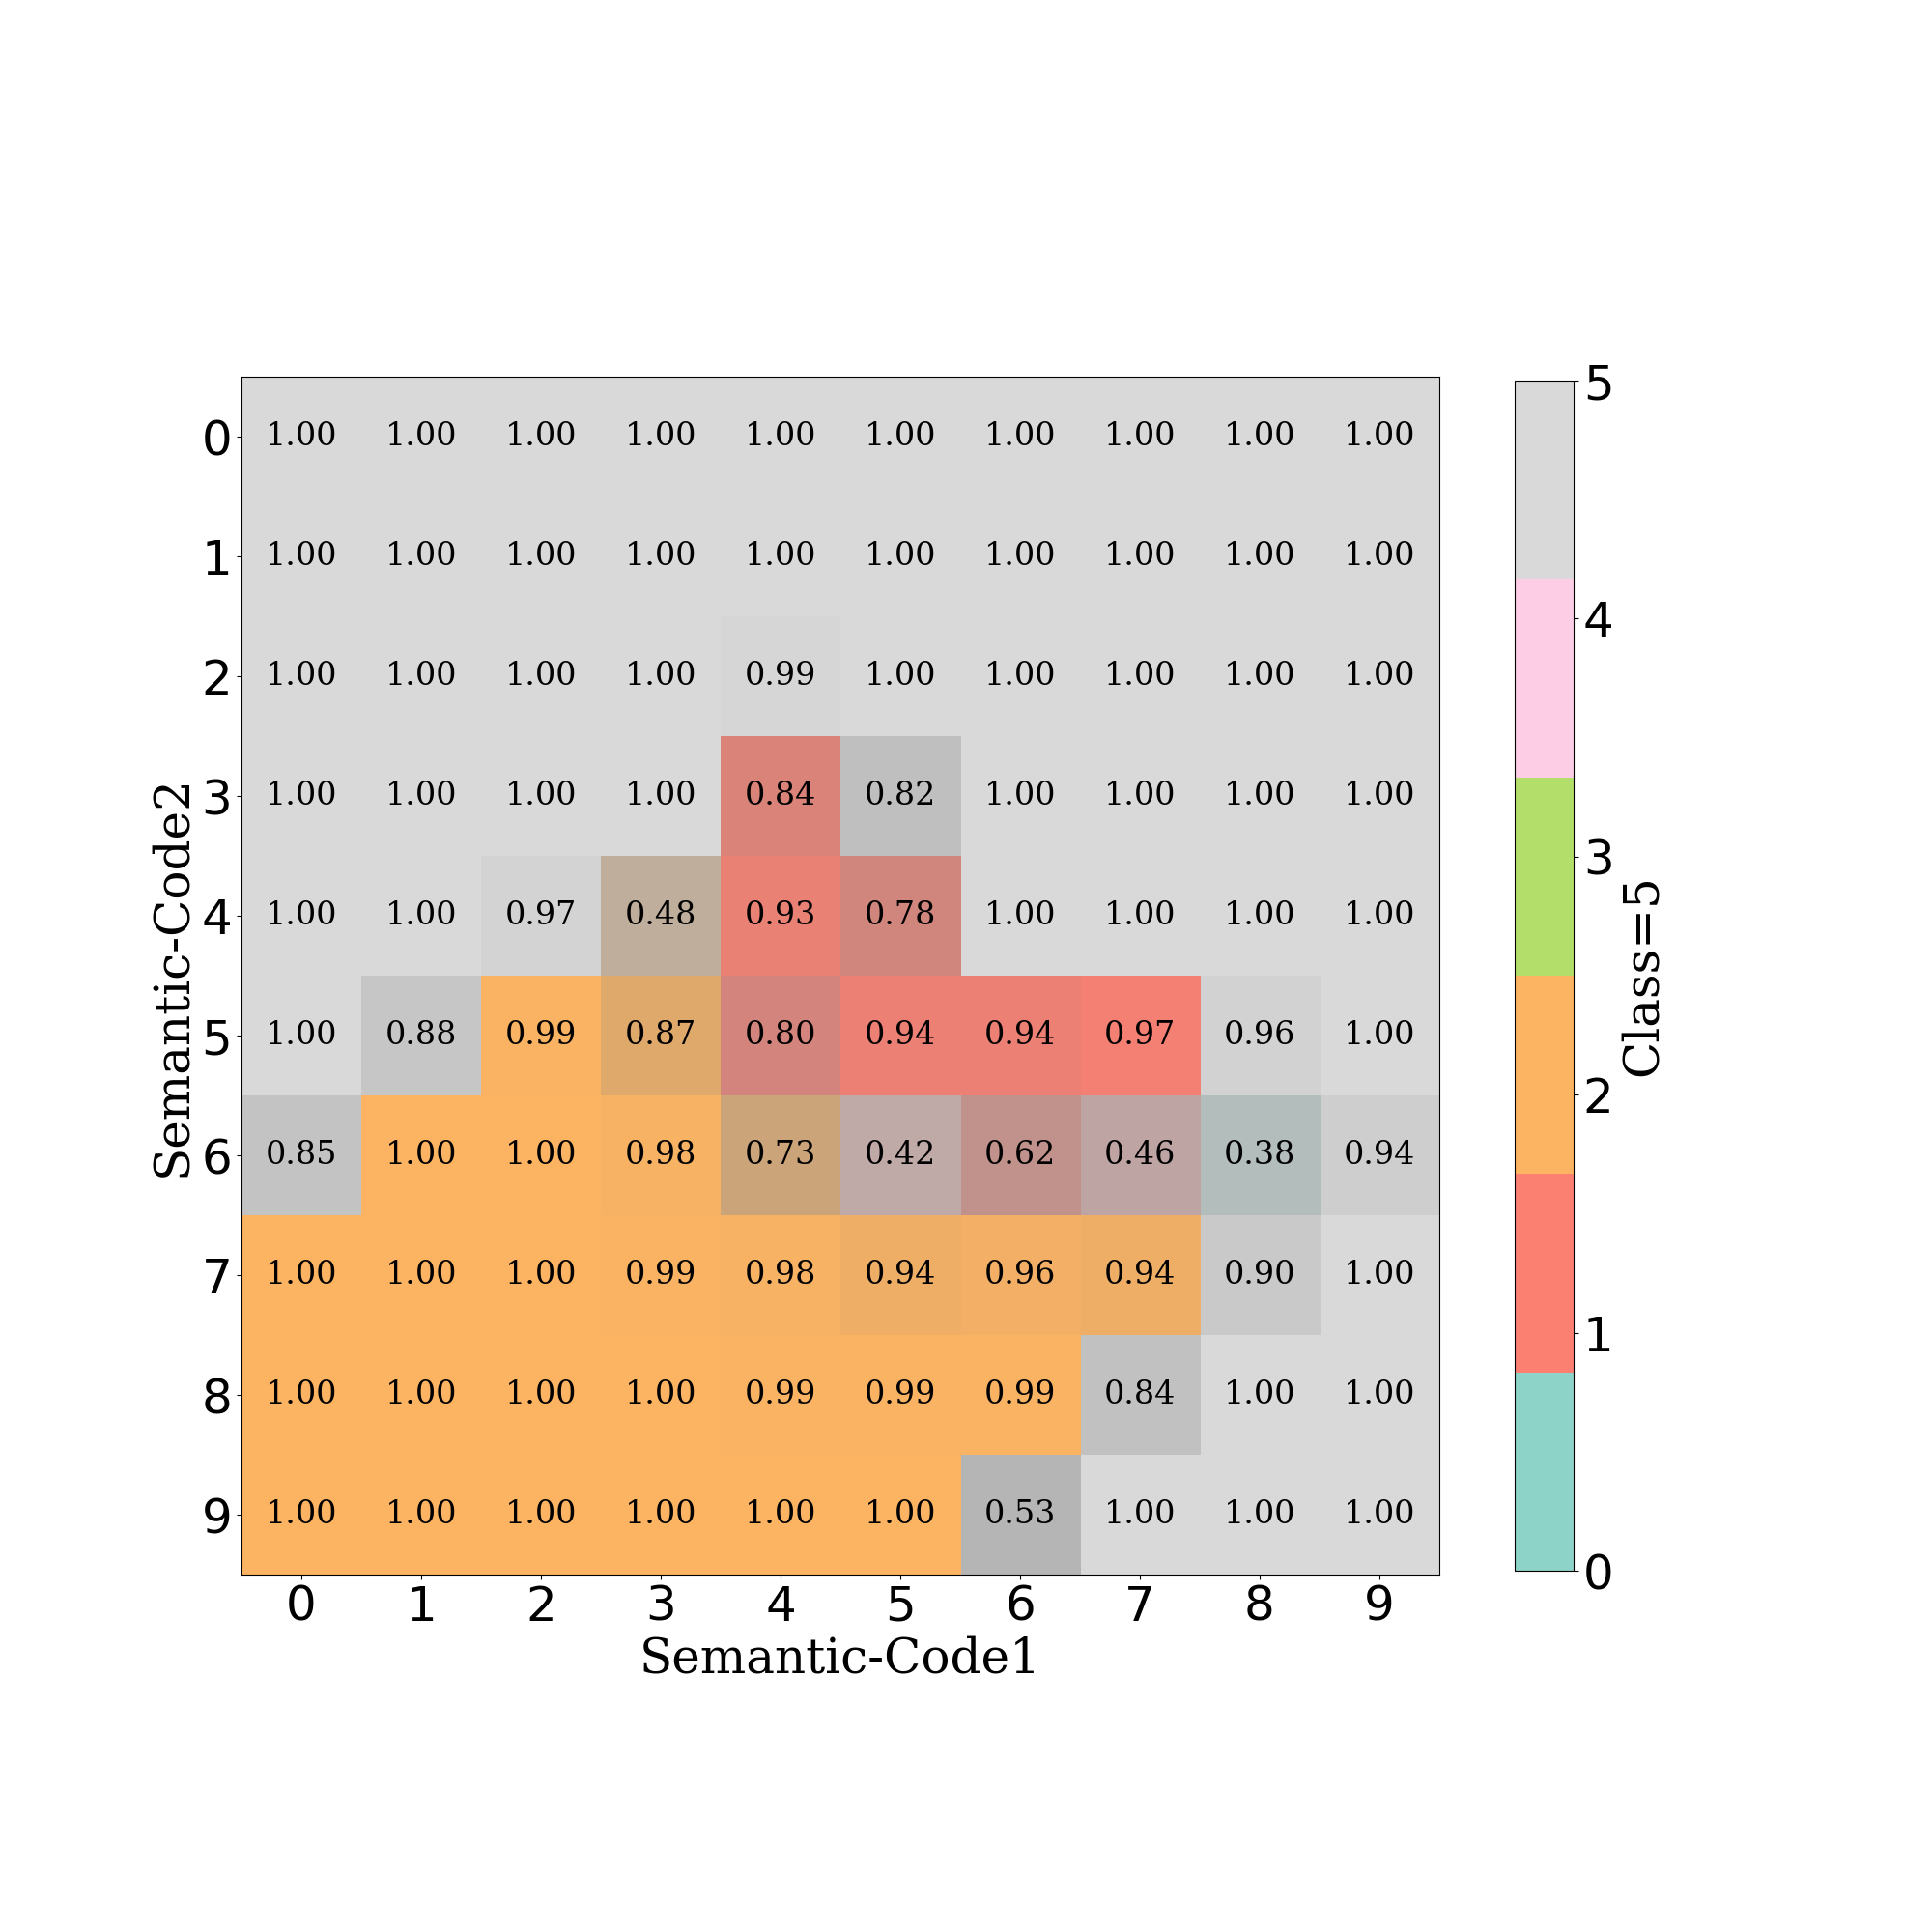 0 1.00 1.00 1.00 1.00 1.00 1.00 1.00 1.00 1.00 1.00
1 1.00 1.00 1.00 1.00 1.00 1.00 1.00 1.00 1.00 1.00
2 1.00 1.00 1.00 1.00 0.99 1.00 1.00 1.00 1.00 1.00
3 1.00 1.00 1.00 1.00 0.84 0.82 1.00 1.00 1.00 1.00
4 1.00 1.00 0.97 0.48 0.93 0.78 1.00 1.00 1.00 1.00
5 1.00 0.88 0.99 0.87 0.80 0.94 0.94 0.97 0.96 1.00
6 0.85 1.00 1.00 0.98 0.73 0.42 0.62 0.46 0.38 0.94
7 1.00 1.00 1.00 0.99 0.98 0.94 0.96 0.94 0.90 1.00
8 1.00 1.00 1.00 1.00 0.99 0.99 0.99 0.84 1.00 1.00
9 1.00 1.00 1.00 1.00 1.00 1.00 0.53 1.00 1.00 1.00
0 1 2 3 4 5 6 7 8 9
Semantic-Code1
Semantic-Code2
5
4
3
2
1
0
Class=5